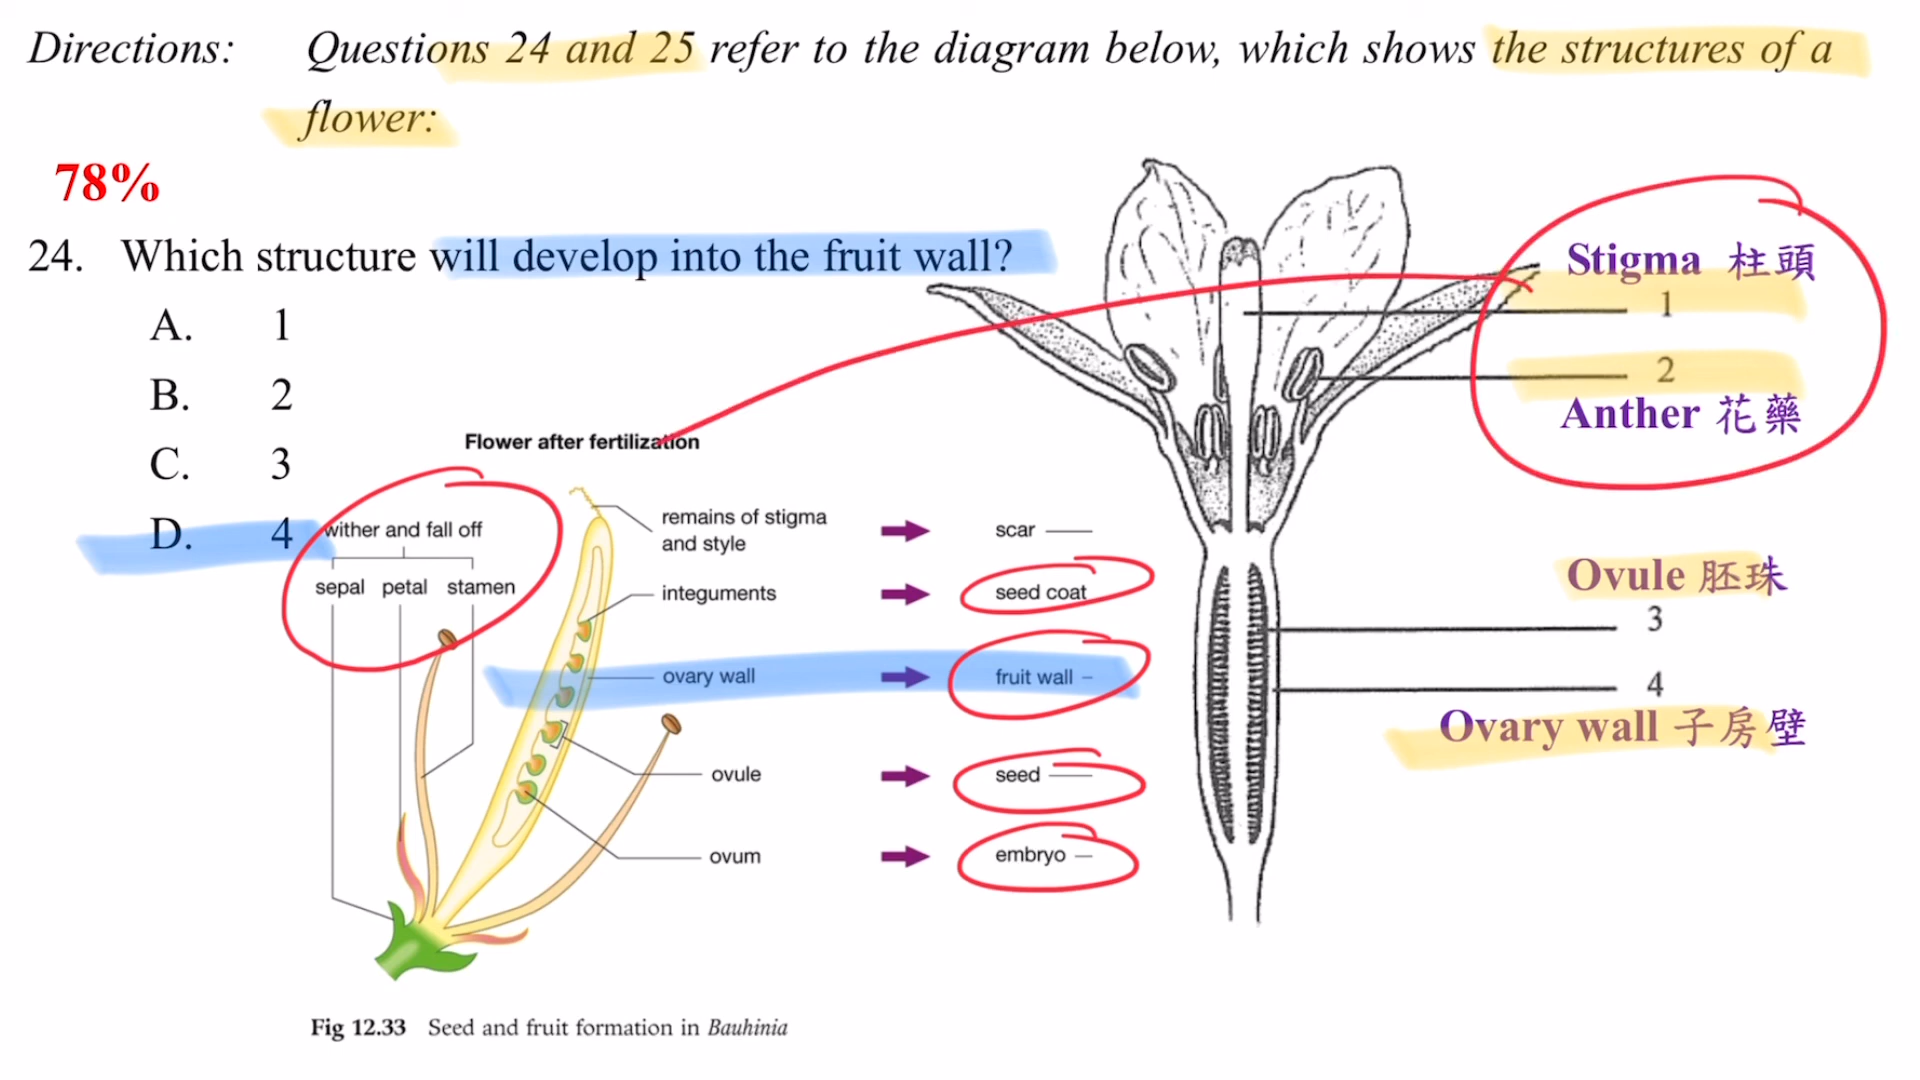 Directions: Questions 24 and 25 refer to the diagram below, which shows the structures of a
flower:
78%
24. Which structure will develop into the fruit wall?
A. 1
B. 2
C. 3
D. 4
Stigma 柱頭
1
2
Anther 花藥
Ovule 胚珠
3
4
Ovary wall 子房壁
Flower after fertilization
wither and fall off
sepal petal stamen
remains of stigma
and style
scar
integuments
seed coat
ovary wall
fruit wall
ovule
seed
ovum
embryo
Fig 12.33 Seed and fruit formation in Bauhinia